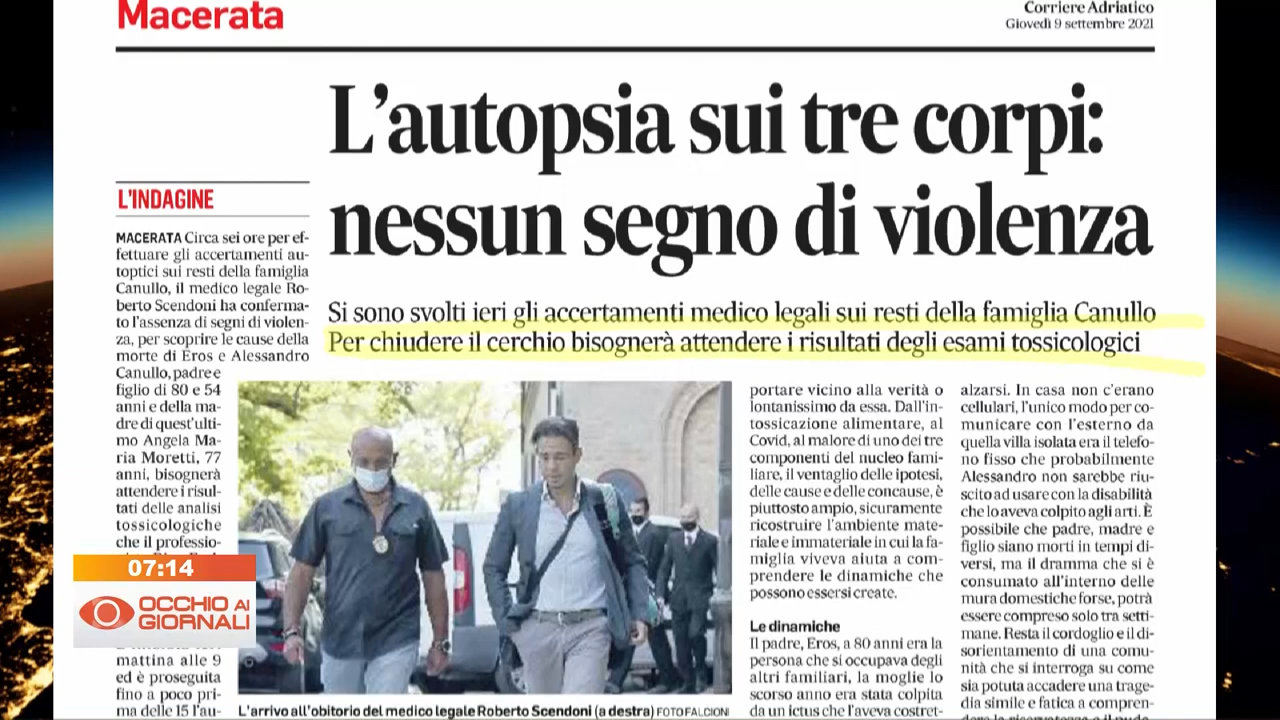 Macerata
Corriere Adriatico
Giovedì 9 settembre 2021
L'autopsia sui tre corpi:
nessun segno di violenza
L'INDAGINE
Si sono svolti ieri gli accertamenti medico legali sui resti della famiglia Canullo
Per chiudere il cerchio bisognerà attendere i risultati degli esami tossicologici
MACERATA Circa sei ore per ef-
fettuare gli accertamenti au-
toptici sui resti della famiglia
Canullo, il medico legale Ro-
berto Scendoni ha conferma-
to l'assenza di segni di violen-
za, per scoprire le cause della
morte di Eros e Alessandro
Canullo, padre e
figlio di 80 e 54
anni e della ma-
dre di quest'ulti-
mo Angela Ma-
ria Moretti, 77
anni, bisognerà
attendere i risul-
tati delle analisi
tossicologiche
che il professio-
mattina alle 9
ed è proseguita
fino a poco pri-
ma delle 15 l'au-
L'arrivo all'obitorio del medico legale Roberto Scendoni (a destra) FOTO FALCIONI
portare vicino alla verità o
lontanissimo da essa. Dall'in-
tossicazione alimentare, al
Covid, al malore di uno dei tre
componenti del nucleo fami-
liare, il ventaglio delle ipotesi,
delle cause e delle concause, è
piuttosto ampio, sicuramente
ricostruire l'ambiente mate-
riale e immateriale in cui la fa-
miglia viveva aiuta a com-
prendere le dinamiche che
possono essersi create.
Le dinamiche
Il padre, Eros, a 80 anni era la
persona che si occupava degli
altri familiari, la moglie lo
scorso anno era stata colpita
da un ictus che l'aveva costret-
alzarsi. In casa non c'erano
cellulari, l'unico modo per co-
municare con l'esterno da
quella villa isolata era il telefo-
no fisso che probabilmente
Alessandro non sarebbe riu-
scito ad usare con la disabilità
che lo aveva colpito agli arti. È
possibile che padre, madre e
figlio siano morti in tempi di-
versi, ma il dramma che si è
consumato all'interno delle
mura domestiche forse, potrà
essere compreso solo tra setti-
mane. Resta il cordoglio e il di-
sorientamento di una comu-
nità che si interroga su come
sia potuta accadere una trage-
dia simile e fatica a compren-
07:14
OCCHIO AI
GIORNALI